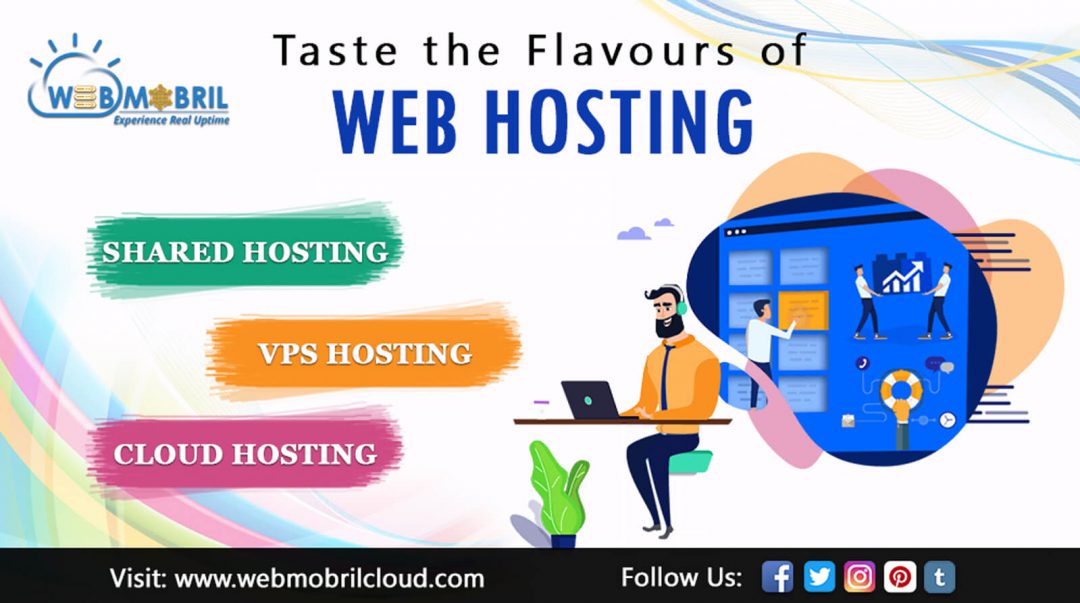 WEBMOBRIL
Experience Real Uptime
Taste the Flavours of
WEB HOSTING
SHARED HOSTING
VPS HOSTING
CLOUD HOSTING
Visit: www.webmobrilcloud.com
Follow Us: